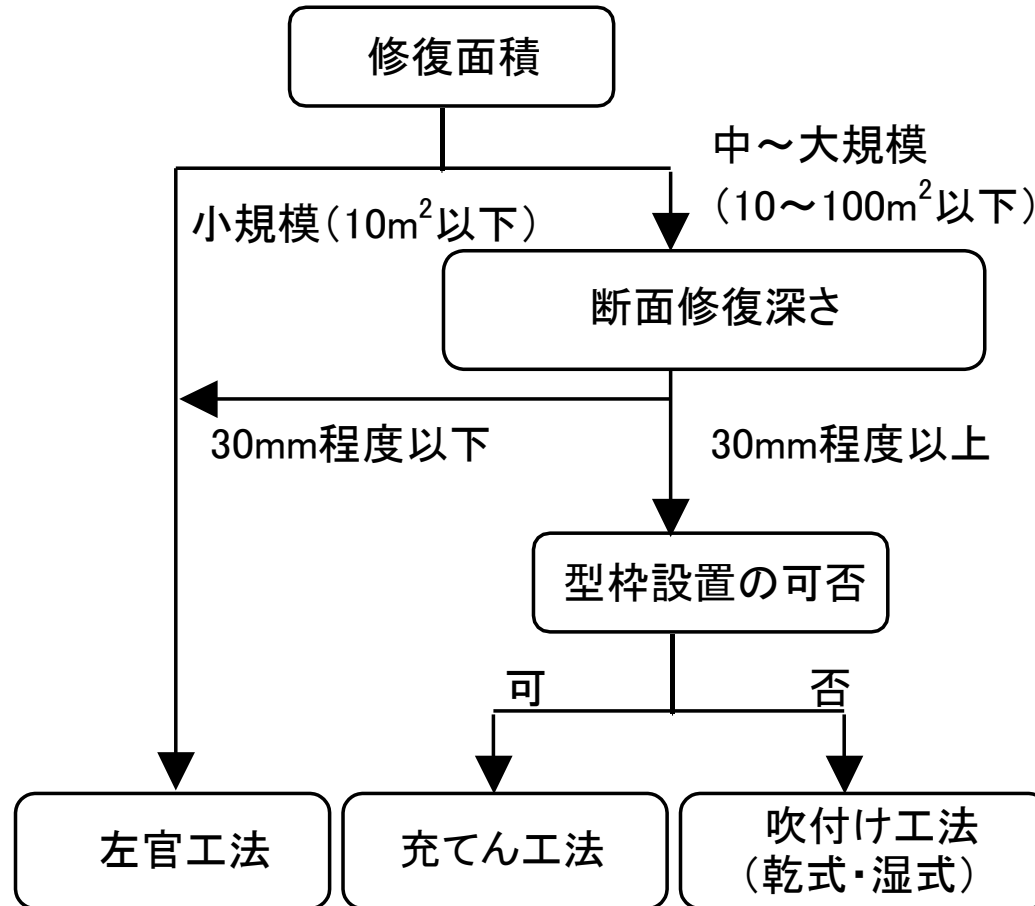 修復面積
中～大規模
（10～100m²以下）
小規模（10m²以下）
断面修復深さ
30mm程度以下
30mm程度以上
型枠設置の可否
可
否
左官工法
充てん工法
吹付け工法
（乾式・湿式）